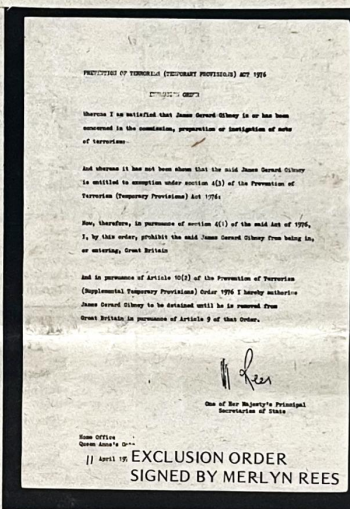 PREVENTION OF TERRORISM (TEMPORARY PROVISIONS) ACT 1976
EXCLUSION ORDER
Whereas I am satisfied that James Gerard Gibney is or has been
concerned in the commission, preparation or instigation of acts
of terrorism
And whereas it has not been shown that the said James Gerard Gibney
is entitled to exemption under section 4(3) of the Prevention of
Terrorism (Temporary Provisions) Act 1976:
Now, therefore, in pursuance of section 4(1) of the said Act of 1976,
I, by this order, prohibit the said James Gerard Gibney from being in,
or entering, Great Britain
And in pursuance of Article 10(2) of the Prevention of Terrorism
(Supplemental Temporary Provisions) Order 1976 I hereby authorise
James Gerard Gibney to be detained until he is removed from
Great Britain in pursuance of Article 9 of that Order.
M Rees
One of Her Majesty's Principal
Secretaries of State
Home Office
Queen Anne's
11 April
EXCLUSION ORDER
SIGNED BY MERLYN REES